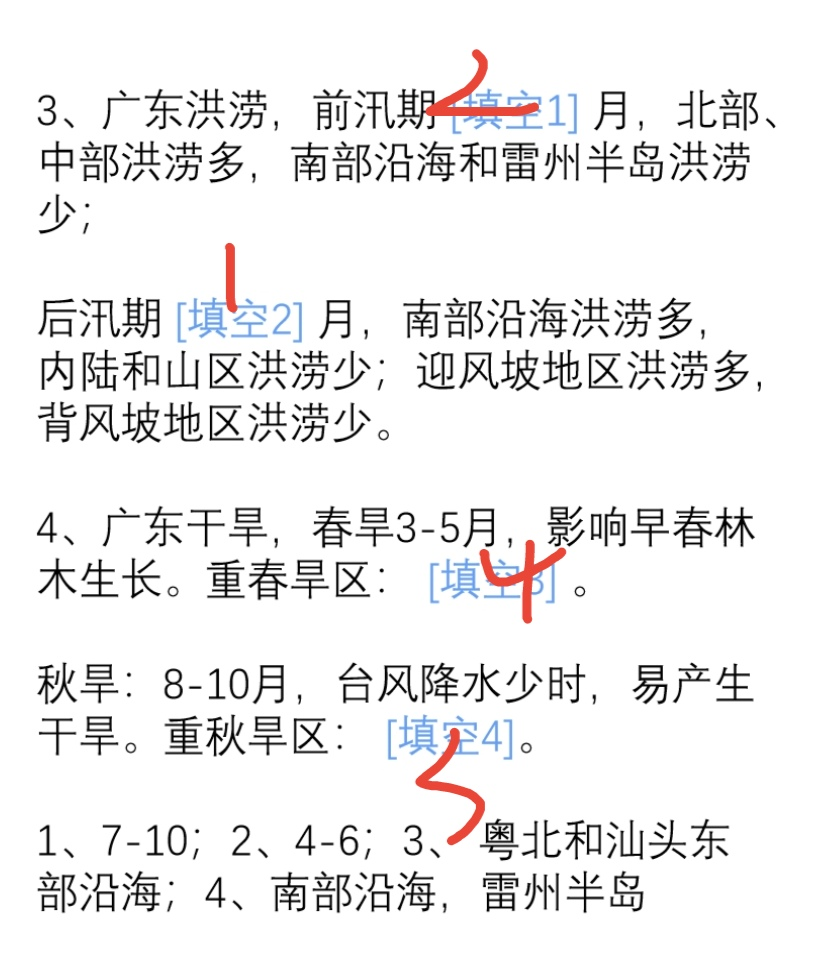 2
3、广东洪涝，前汛期 [填空1] 月，北部、
中部洪涝多，南部沿海和雷州半岛洪涝
少；
1
后汛期 [填空2] 月，南部沿海洪涝多，
内陆和山区洪涝少；迎风坡地区洪涝多，
背风坡地区洪涝少。
4、广东干旱，春旱3-5月，影响早春林
木生长。重春旱区： [填空3] 。
4
秋旱：8-10月，台风降水少时，易产生
干旱。重秋旱区： [填空4]。
1、7-10；2、4-6；3、 粤北和汕头东
部沿海；4、南部沿海，雷州半岛